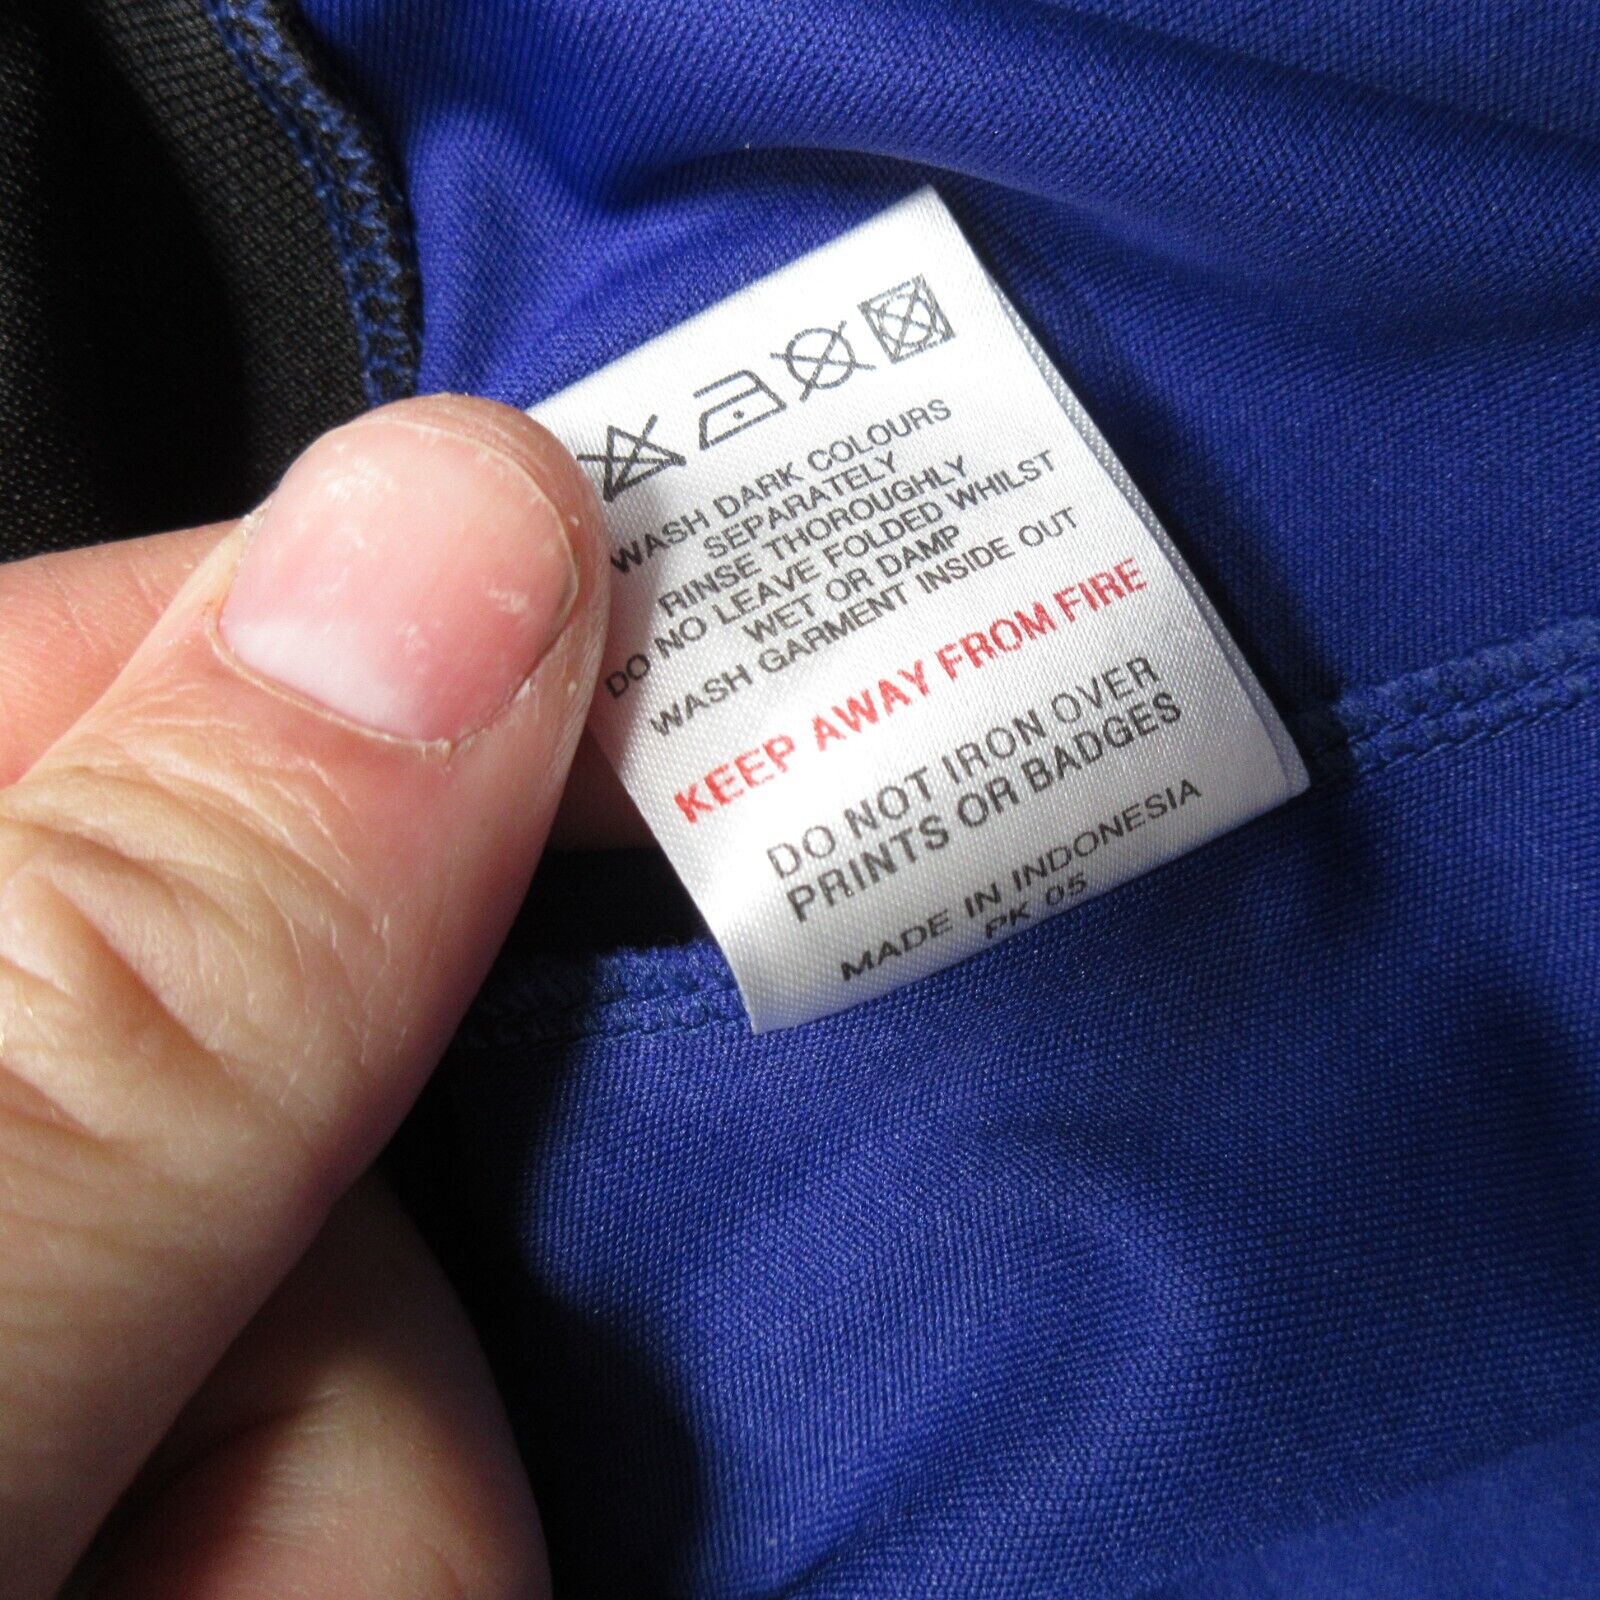 WASH DARK COLOURS
SEPARATELY
RINSE THOROUGHLY
DO NO LEAVE FOLDED WHILST
WET OR DAMP
WASH GARMENT INSIDE OUT
KEEP AWAY FROM FIRE
DO NOT IRON OVER
PRINTS OR BADGES
MADE IN INDONESIA
PK 05